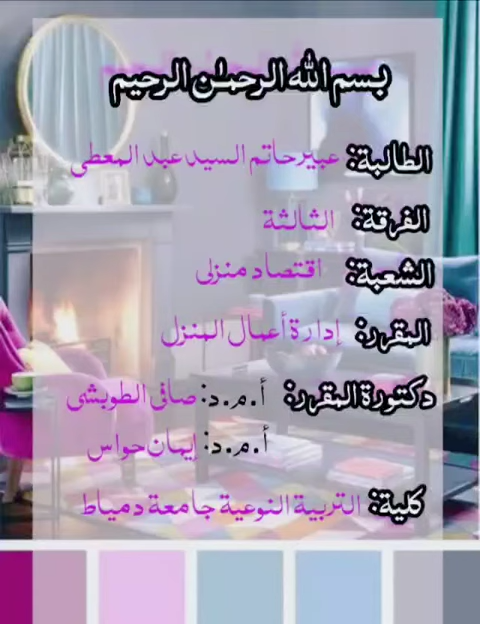 بسم الله الرحمن الرحيم
الطالبة: عبير حاتم السيد عبد المعطى
الفرقة: الثالثة
الشعبة: اقتصاد منزلى
المقرر: إدارة أعمال المنزل
دكتورة المقرر: أ.م.د: صافى الطوبشى
أ.م.د: إيمان حواس
كلية: التربية النوعية جامعة دمياط